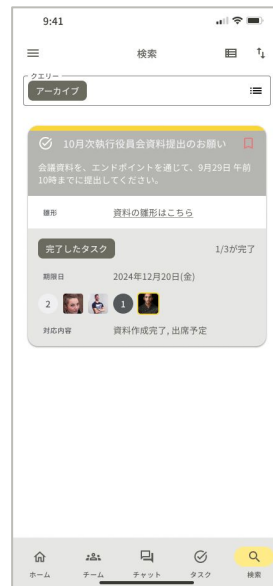 9:41
検索
クエリー
アーカイブ
10月次執行役員会資料提出のお願い
会議資料を、エンドポイントを通じて、9月29日 午前
10時までに提出してください。
雛形 資料の雛形はこちら
完了したタスク 1/3が完了
期限日 2024年12月20日(金)
2 1
対応内容 資料作成完了, 出席予定
ホーム チーム チャット タスク 検索